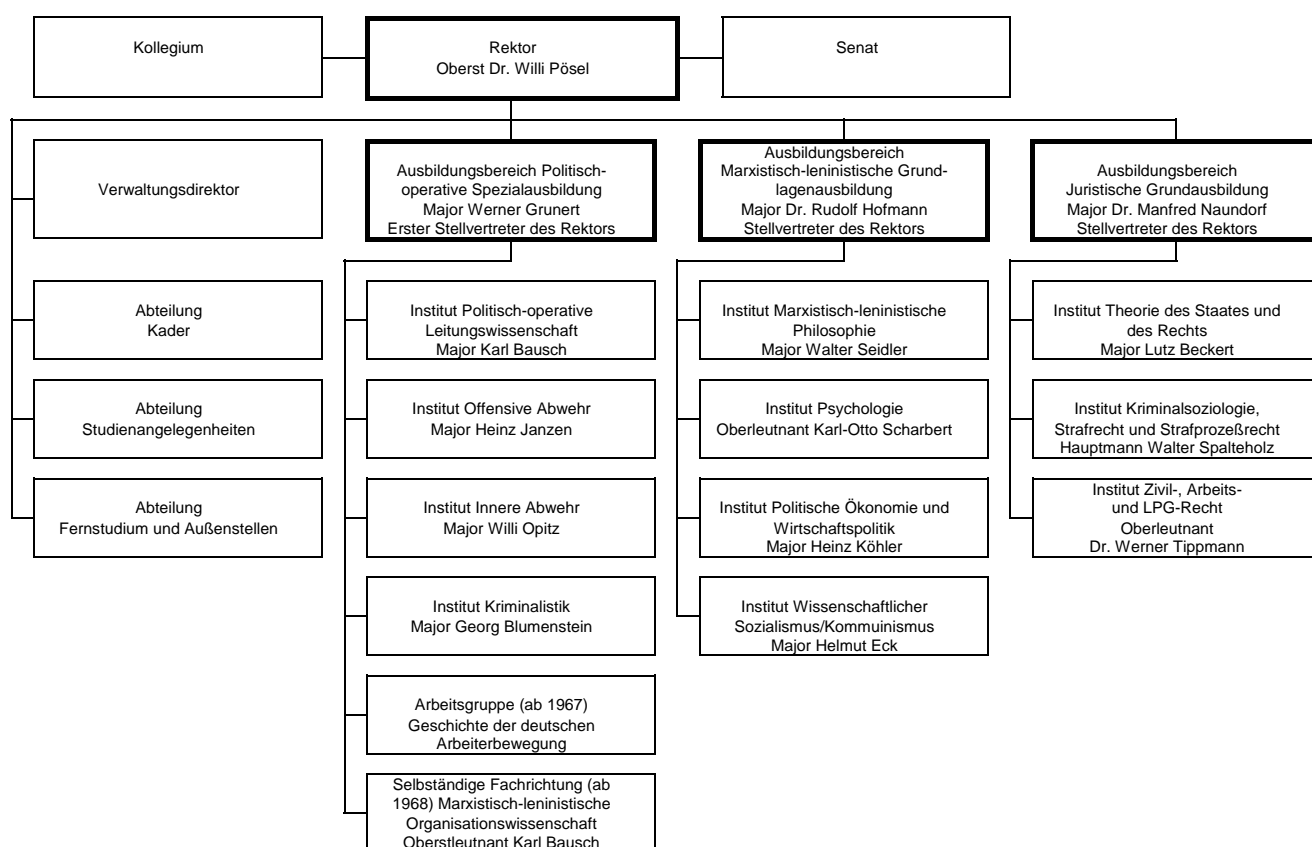 Kollegium
Rektor
Oberst Dr. Willi Pösel
Senat
Verwaltungsdirektor
Ausbildungsbereich Politisch-
operative Spezialausbildung
Major Werner Grunert
Erster Stellvertreter des Rektors
Ausbildungsbereich
Marxistisch-leninistische Grund-
lagenausbildung
Major Dr. Rudolf Hofmann
Stellvertreter des Rektors
Ausbildungsbereich
Juristische Grundausbildung
Major Dr. Manfred Naundorf
Stellvertreter des Rektors
Abteilung
Kader
Institut Politisch-operative
Leitungswissenschaft
Major Karl Bausch
Institut Marxistisch-leninistische
Philosophie
Major Walter Seidler
Institut Theorie des Staates und
des Rechts
Major Lutz Beckert
Abteilung
Studienangelegenheiten
Institut Offensive Abwehr
Major Heinz Janzen
Institut Psychologie
Oberleutnant Karl-Otto Scharbert
Institut Kriminalsoziologie,
Strafrecht und Strafprozeßrecht
Hauptmann Walter Spalteholz
Abteilung
Fernstudium und Außenstellen
Institut Innere Abwehr
Major Willi Opitz
Institut Politische Ökonomie und
Wirtschaftspolitik
Major Heinz Köhler
Institut Zivil-, Arbeits-
und LPG-Recht
Oberleutnant
Dr. Werner Tippmann
Institut Kriminalistik
Major Georg Blumenstein
Institut Wissenschaftlicher
Sozialismus/Kommuinismus
Major Helmut Eck
Arbeitsgruppe (ab 1967)
Geschichte der deutschen
Arbeiterbewegung
Selbständige Fachrichtung (ab
1968) Marxistisch-leninistische
Organisationswissenschaft
Oberstleutnant Karl Bausch